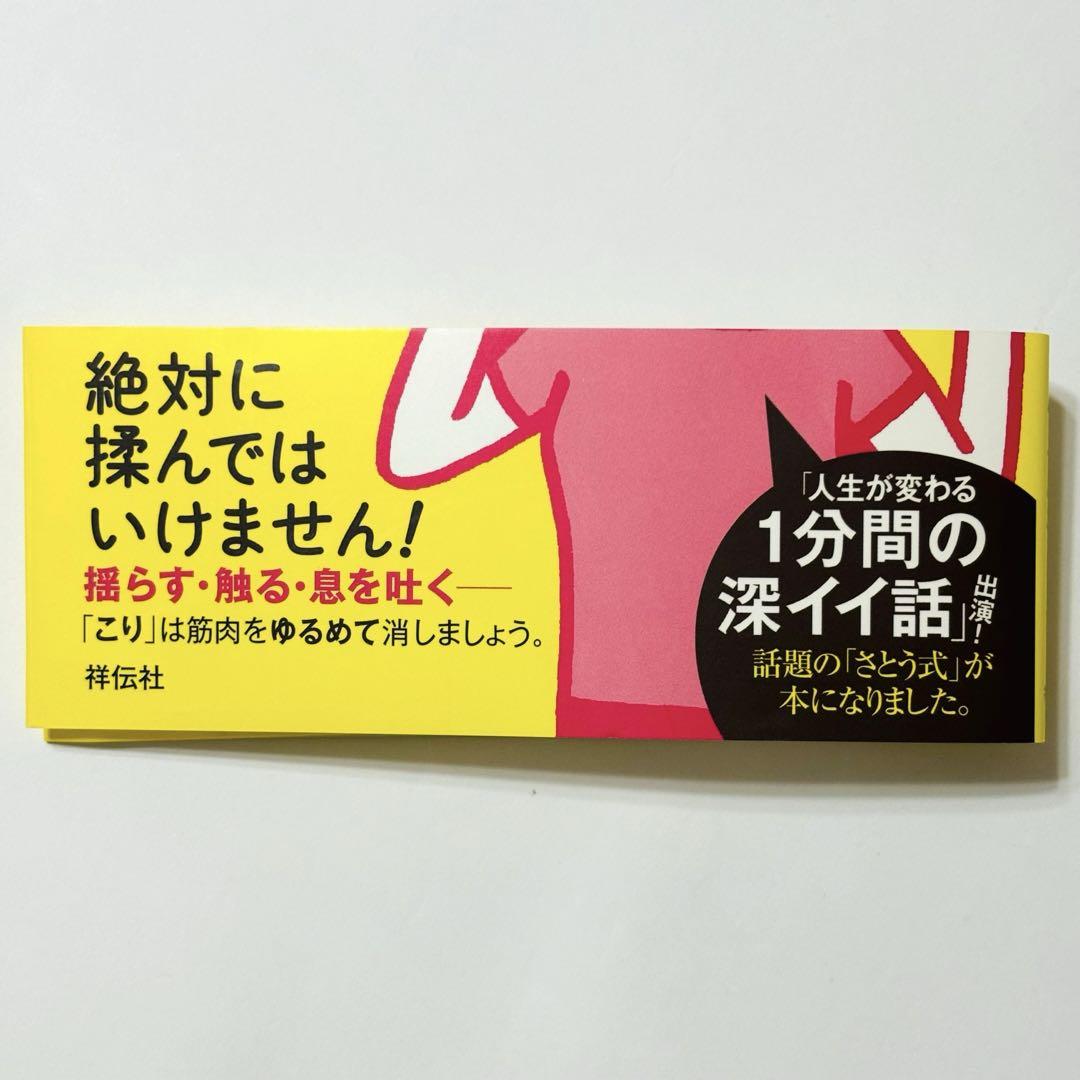 絶対に
揉んでは
いけません!
揺らす・触る・息を吐く——
「こり」は筋肉をゆるめて消しましょう。
祥伝社
「人生が変わる
1分間の
深イイ話」出演!
話題の「さとう式」が
本になりました。